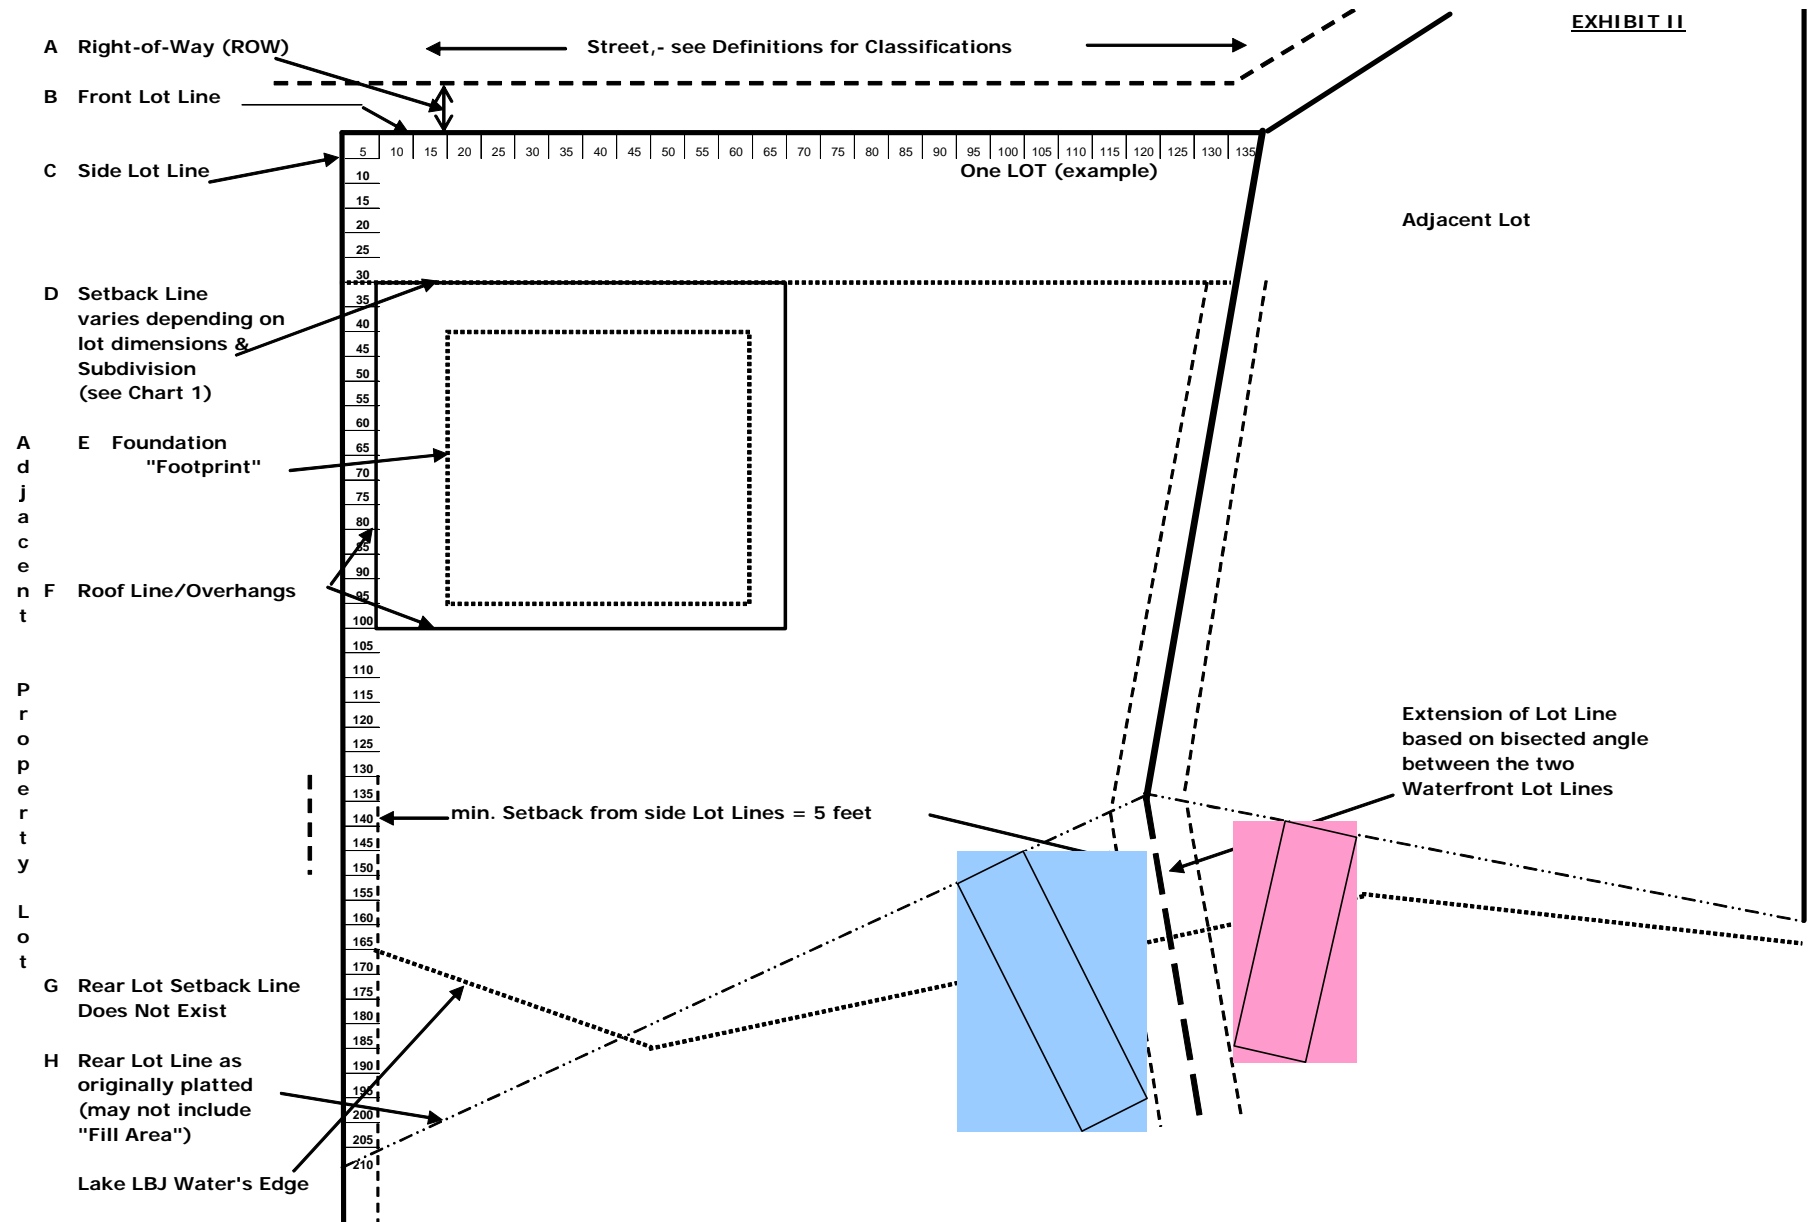 EXHIBIT II
A Right-of-Way (ROW)
Street,- see Definitions for Classifications
B Front Lot Line
5 10 15 20 25 30 35 40 45 50 55 60 65 70 75 80 85 90 95 100 105 110 115 120 125 130 135
C Side Lot Line
One LOT (example)
10
15
20
25
30
35
40
45
50
55
60
65
70
75
80
85
90
95
100
105
110
115
120
125
130
135
140
145
150
155
160
165
170
175
180
185
190
195
200
205
210
Adjacent Lot
D Setback Line
varies depending on
lot dimensions &
Subdivision
(see Chart 1)
E Foundation
"Footprint"
F Roof Line/Overhangs
Adjacent Property Lot
Extension of Lot Line
based on bisected angle
between the two
Waterfront Lot Lines
min. Setback from side Lot Lines = 5 feet
G Rear Lot Setback Line
Does Not Exist
H Rear Lot Line as
originally platted
(may not include
"Fill Area")
Lake LBJ Water's Edge